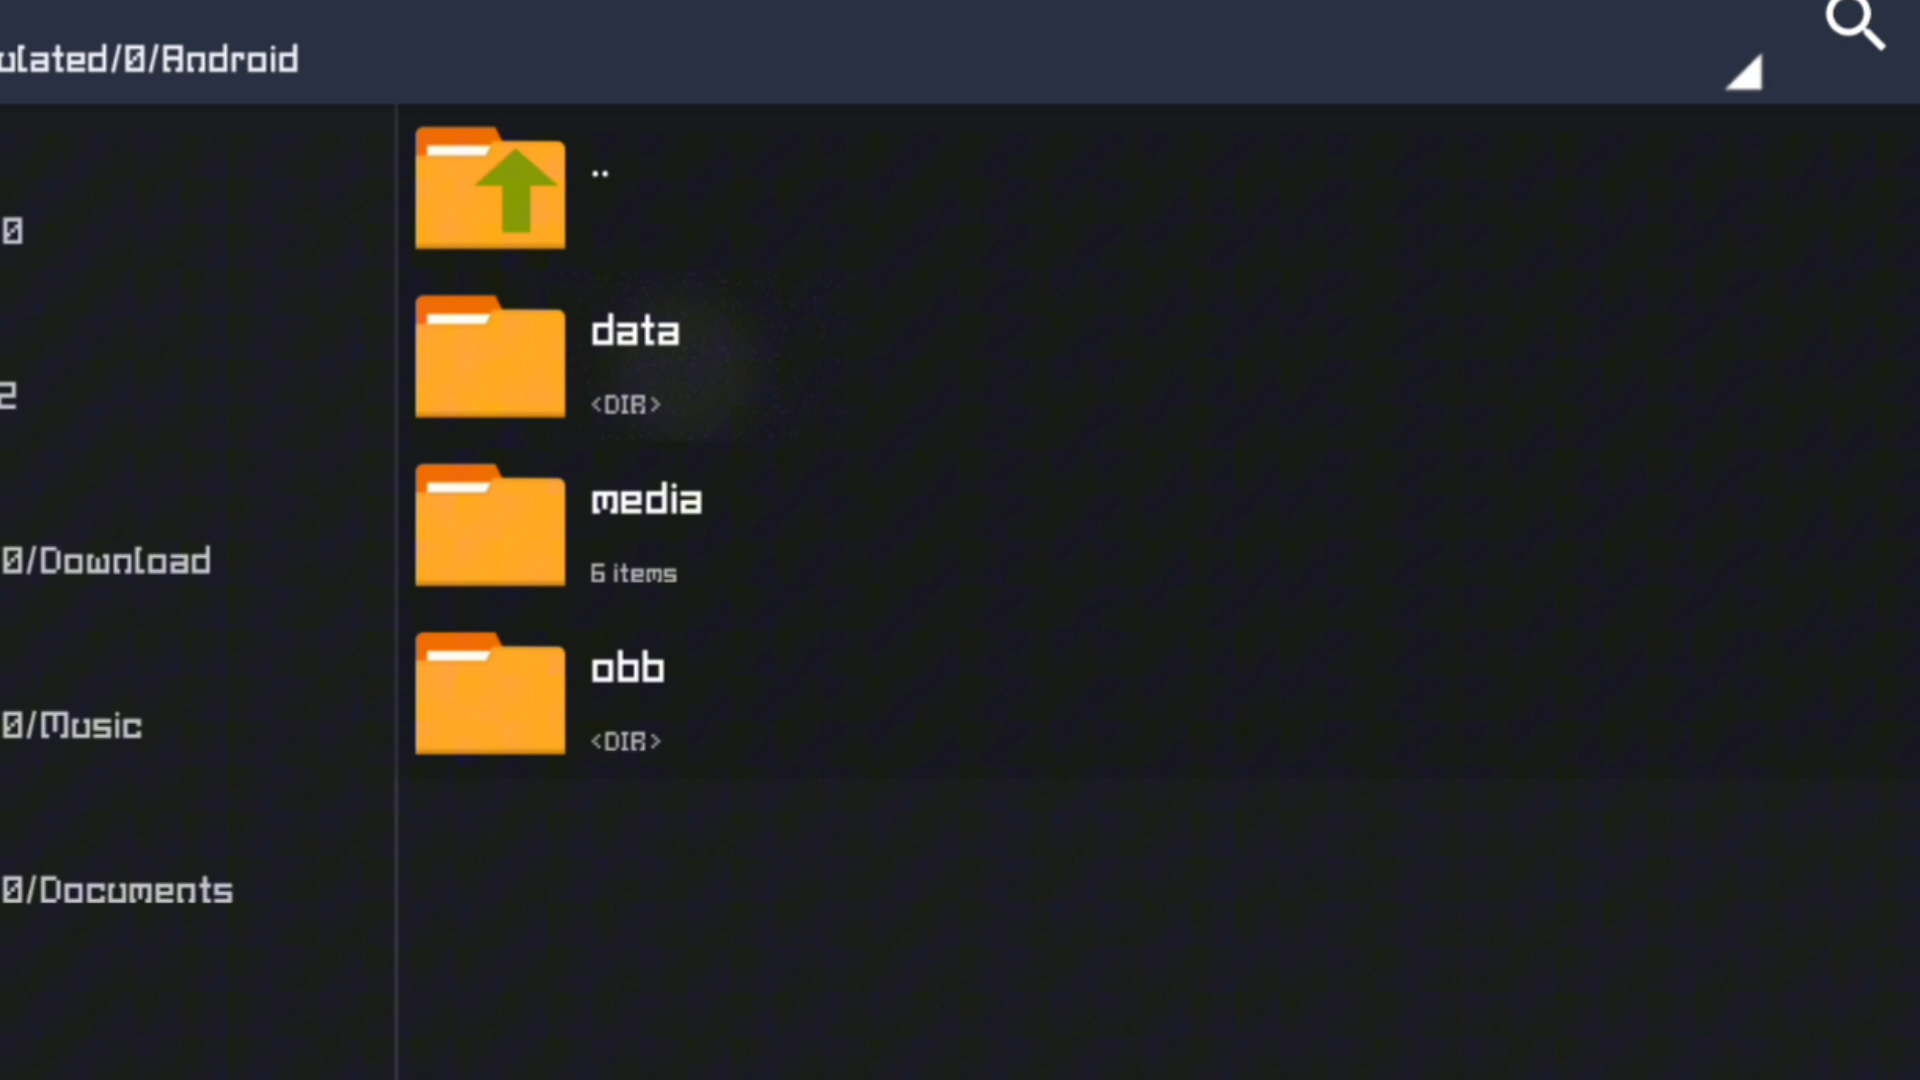 ulated/0/Android
0
2
0/Download
0/Music
0/Documents
..
data
<DIR>
media
6 items
obb
<DIR>